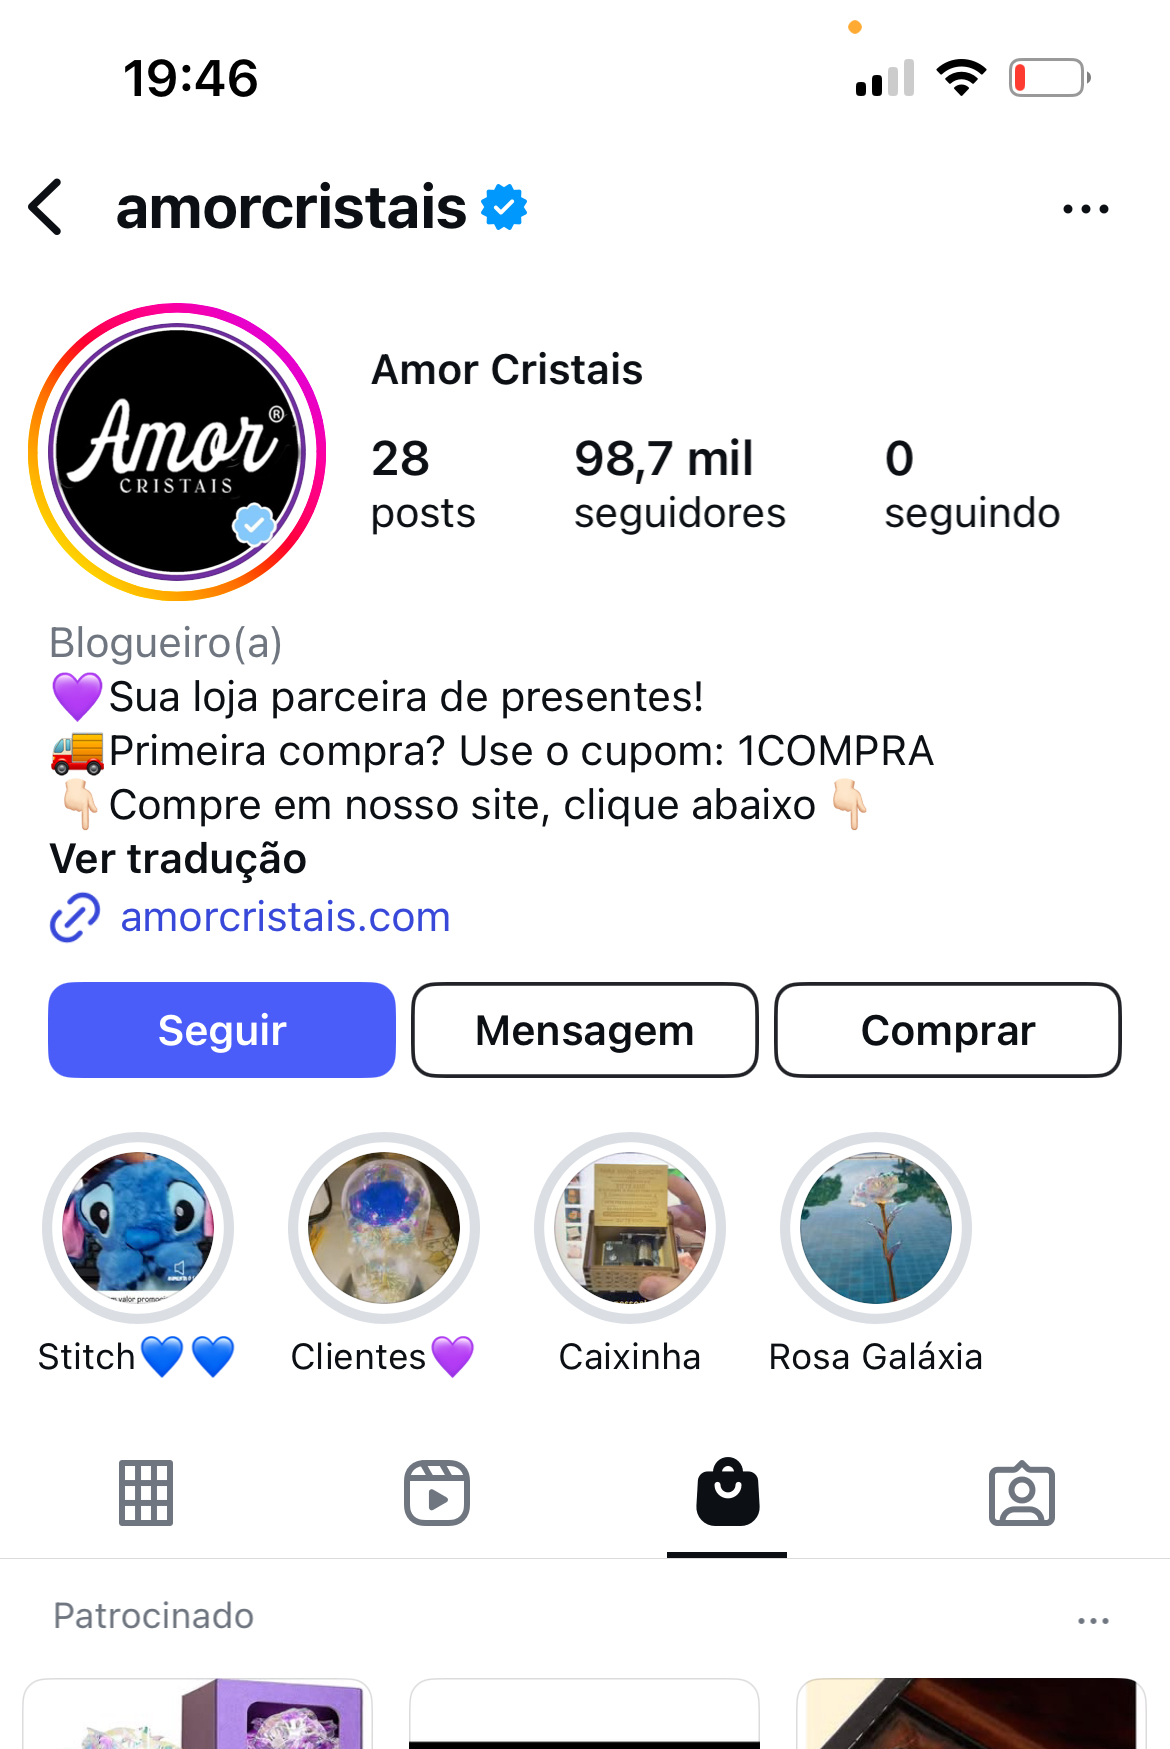 19:46
amorcristais
Amor®
CRISTAIS
Amor Cristais
28
posts
98,7 mil
seguidores
0
seguindo
Blogueiro(a)
💜Sua loja parceira de presentes!
🚚Primeira compra? Use o cupom: 1COMPRA
👇🏻Compre em nosso site, clique abaixo👇🏻
Ver tradução
amorcristais.com
Seguir
Mensagem
Comprar
Stitch💙💙
Clientes💜
Caixinha
Rosa Galáxia
Patrocinado